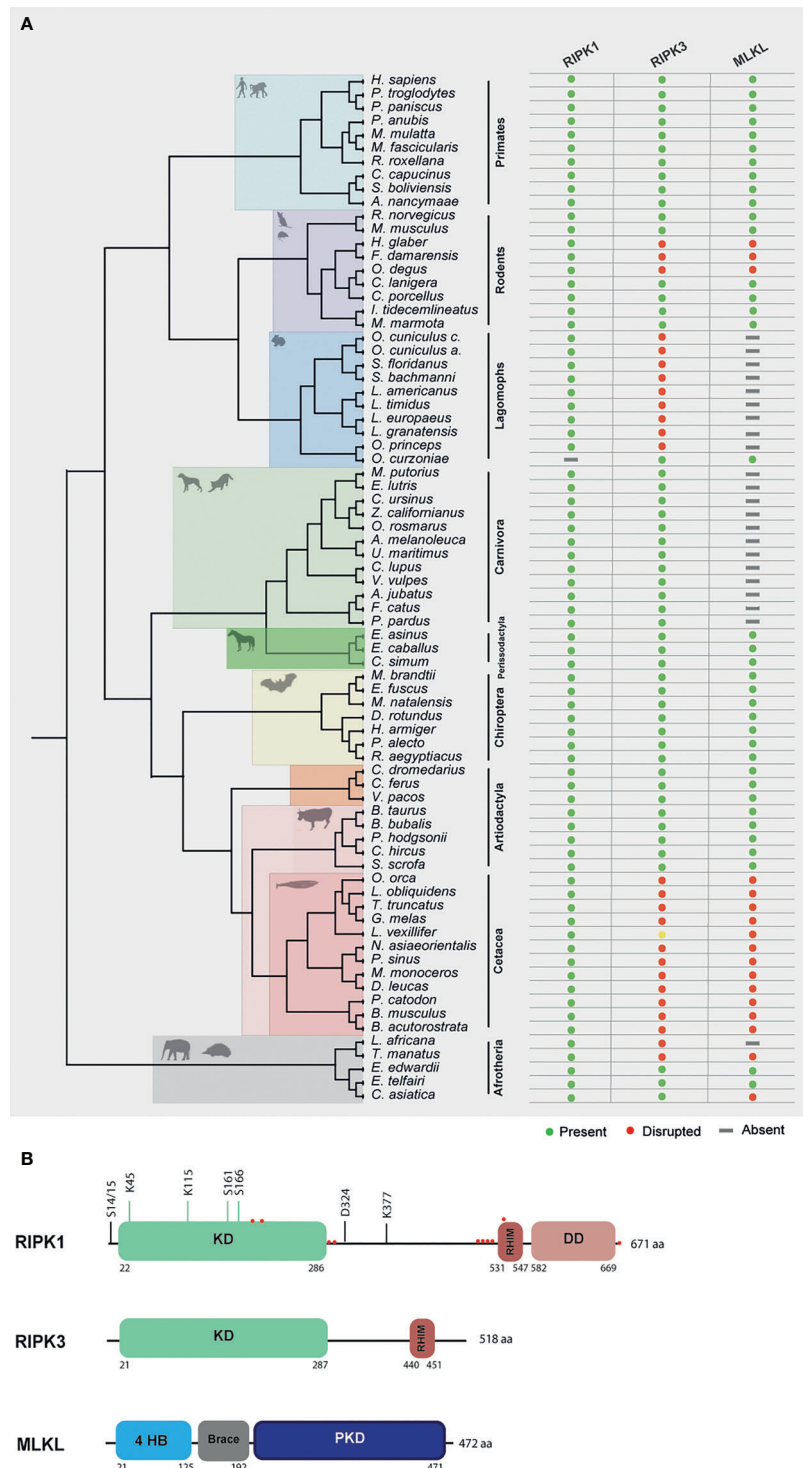 A
RIPK1 RIPK3 MLKL
H. sapiens
P. troglodytes
P. paniscus
P. anubis
M. mulatta
M. fascicularis
R. roxellana
C. capucinus
S. boliviensis
A. nancymaae
Primates
R. norvegicus
M. musculus
H. glaber
F. damarensis
O. degus
C. lanigera
C. porcellus
I. tidecemlineatus
M. marmota
Rodents
O. cuniculus c.
O. cuniculus a.
S. floridanus
S. bachmanni
L. americanus
L. timidus
L. europaeus
L. granatensis
O. princeps
O. curzoniae
Lagomophs
M. putorius
E. lutris
C. ursinus
Z. californianus
O. rosmarus
A. melanoleuca
U. maritimus
C. lupus
V. vulpes
A. jubatus
F. catus
P. pardus
Carnivora
E. asinus
E. caballus
C. simum
Perissodactyla
M. brandtii
E. fuscus
M. natalensis
D. rotundus
H. armiger
P. alecto
R. aegyptiacus
Chiroptera
C. dromedarius
C. ferus
V. pacos
B. taurus
B. bubalis
P. hodgsonii
C. hircus
S. scrofa
Artiodactyla
O. orca
L. obliquidens
T. truncatus
G. melas
L. vexillifer
N. asiaeorientalis
P. sinus
M. monoceros
D. leucas
P. catodon
B. musculus
B. acutorostrata
Cetacea
L. africana
T. manatus
E. edwardii
E. telfairi
C. asiatica
Afrotheria
Present Disrupted Absent
B
S14/15 K45 K115 S161 S166 D324 K377
RIPK1 KD RHIM DD 671 aa
22 286 531 547 582 669
RIPK3 KD RHIM 518 aa
21 287 440 451
MLKL 4 HB Brace PKD 472 aa
21 125 192 471